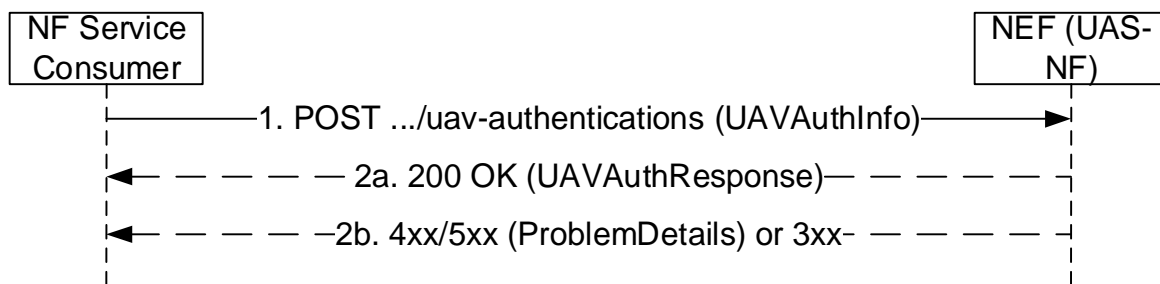 NF Service
Consumer
NEF (UAS-
NF)
1. POST .../uav-authentications (UAVAuthInfo)
2a. 200 OK (UAVAuthResponse)
2b. 4xx/5xx (ProblemDetails) or 3xx